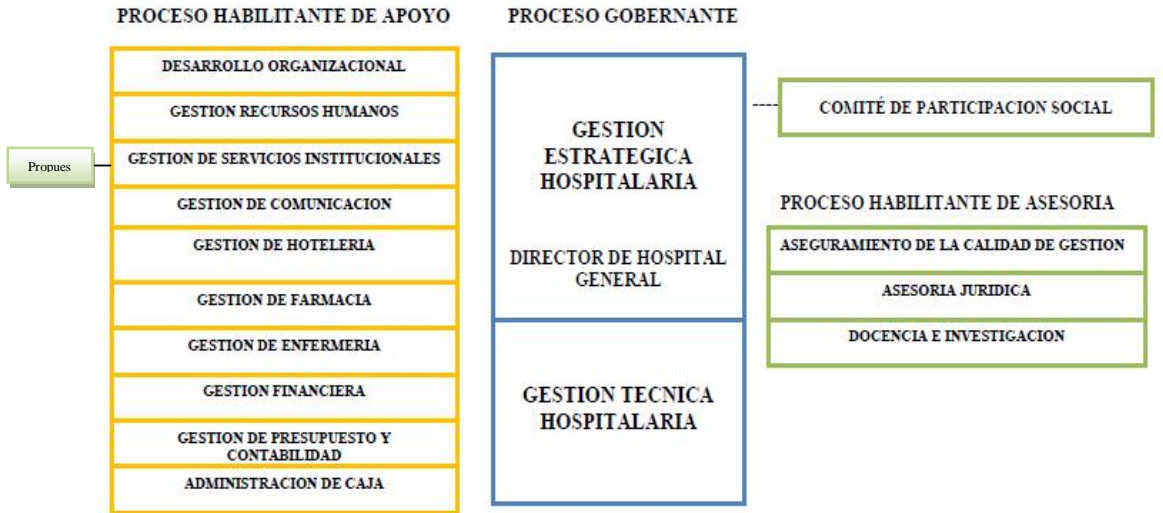 PROCESO HABILITANTE DE APOYO
DESARROLLO ORGANIZACIONAL
GESTION RECURSOS HUMANOS
Propues
GESTION DE SERVICIOS INSTITUCIONALES
GESTION DE COMUNICACION
GESTION DE HOTELERIA
GESTION DE FARMACIA
GESTION DE ENFERMERIA
GESTION FINANCIERA
GESTION DE PRESUPUESTO Y
CONTABILIDAD
ADMINISTRACION DE CAJA
PROCESO GOBERNANTE
GESTION
ESTRATEGICA
HOSPITALARIA
DIRECTOR DE HOSPITAL
GENERAL
GESTION TECNICA
HOSPITALARIA
COMITÉ DE PARTICIPACION SOCIAL
PROCESO HABILITANTE DE ASESORIA
ASEGURAMIENTO DE LA CALIDAD DE GESTION
ASESORIA JURIDICA
DOCENCIA E INVESTIGACION